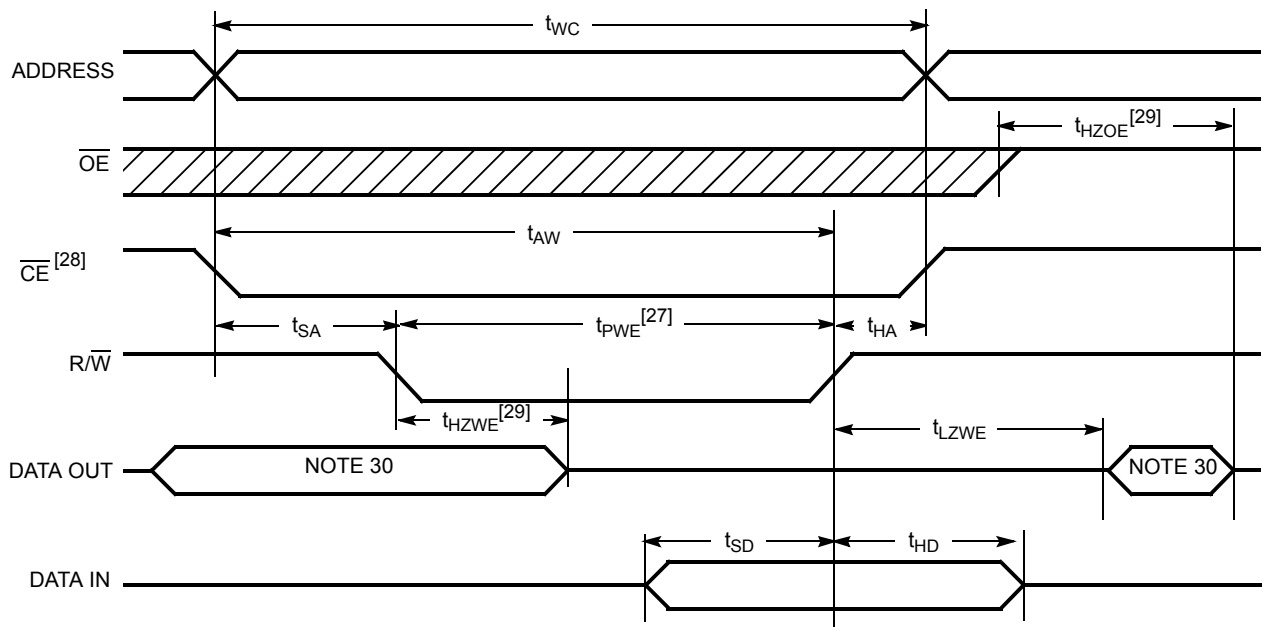 tWC
ADDRESS
tHZOE[29]
OE
tAW
CE [28]
tSA
tPWE[27]
tHA
R/W
tHZWE[29]
tLZWE
DATA OUT
NOTE 30
NOTE 30
tSD
tHD
DATA IN